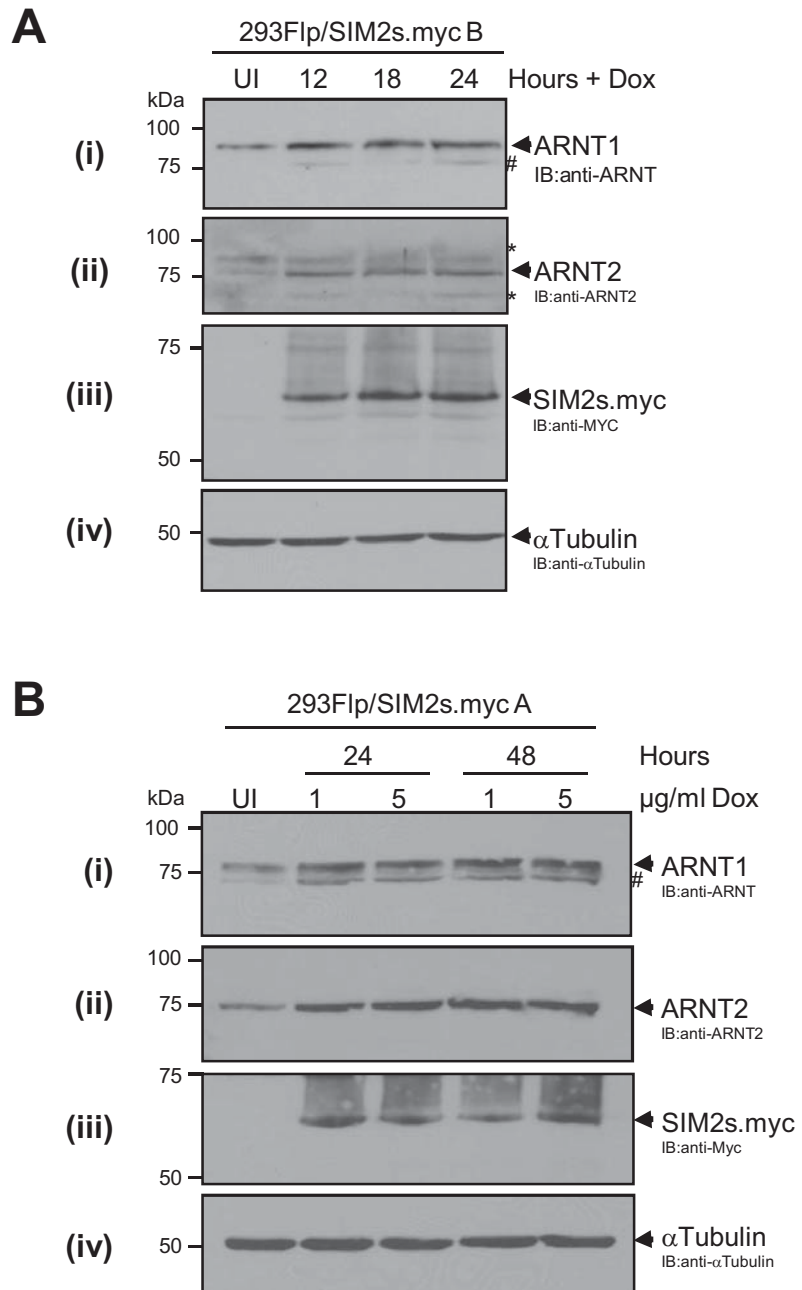 A
293Flp/SIM2s.myc B
UI 12 18 24 Hours + Dox
kDa
(i)
100
75
ARNT1
#
IB:anti-ARNT
(ii)
100
75
*
ARNT2
IB:anti-ARNT2
*
(iii)
75
50
SIM2s.myc
IB:anti-MYC
(iv)
50
αTubulin
IB:anti-αTubulin
B
293Flp/SIM2s.myc A
24 48 Hours
kDa UI 1 5 1 5 µg/ml Dox
(i)
100
75
ARNT1
#
IB:anti-ARNT
(ii)
100
75
ARNT2
IB:anti-ARNT2
(iii)
75
50
SIM2s.myc
IB:anti-Myc
(iv)
50
αTubulin
IB:anti-αTubulin